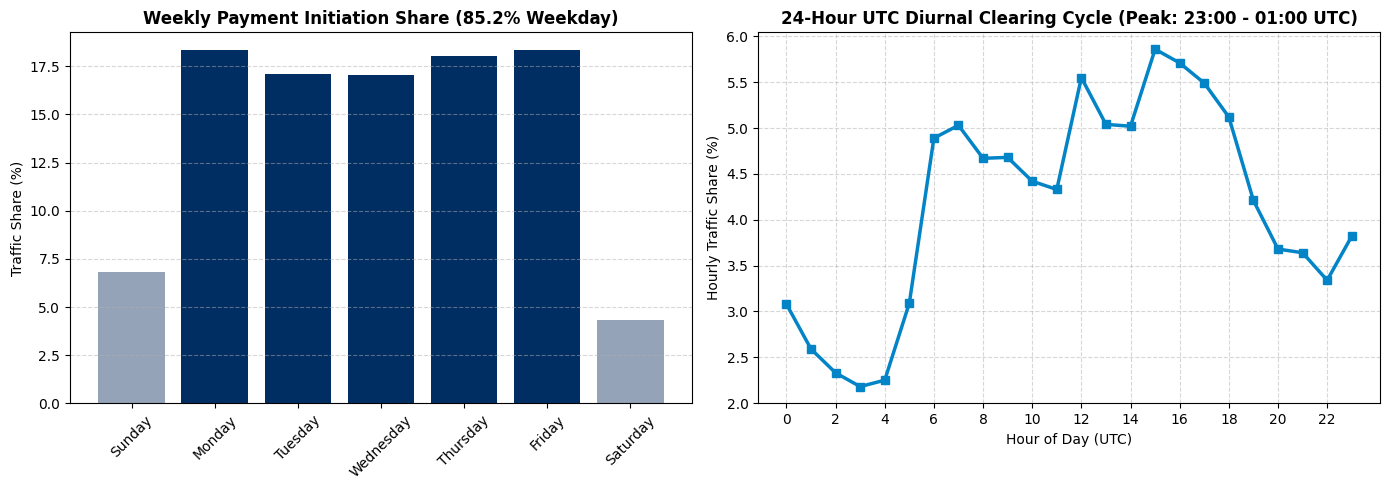 Weekly Payment Initiation Share (85.2% Weekday)
Traffic Share (%)
17.5
15.0
12.5
10.0
7.5
5.0
2.5
0.0
Sunday
Monday
Tuesday
Wednesday
Thursday
Friday
Saturday
24-Hour UTC Diurnal Clearing Cycle (Peak: 23:00 - 01:00 UTC)
Hourly Traffic Share (%)
6.0
5.5
5.0
4.5
4.0
3.5
3.0
2.5
2.0
0 2 4 6 8 10 12 14 16 18 20 22
Hour of Day (UTC)